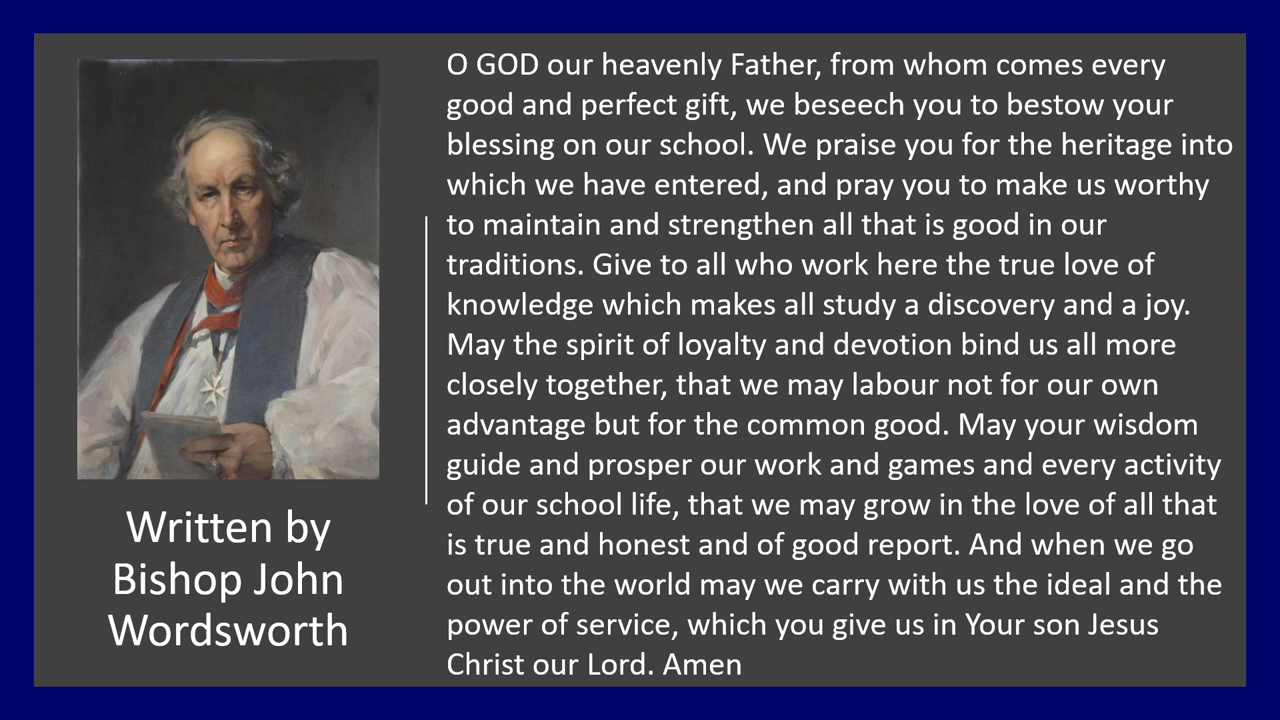 O GOD our heavenly Father, from whom comes every
good and perfect gift, we beseech you to bestow your
blessing on our school. We praise you for the heritage into
which we have entered, and pray you to make us worthy
to maintain and strengthen all that is good in our
traditions. Give to all who work here the true love of
knowledge which makes all study a discovery and a joy.
May the spirit of loyalty and devotion bind us all more
closely together, that we may labour not for our own
advantage but for the common good. May your wisdom
guide and prosper our work and games and every activity
of our school life, that we may grow in the love of all that
is true and honest and of good report. And when we go
out into the world may we carry with us the ideal and the
power of service, which you give us in Your son Jesus
Christ our Lord. Amen
Written by
Bishop John
Wordsworth